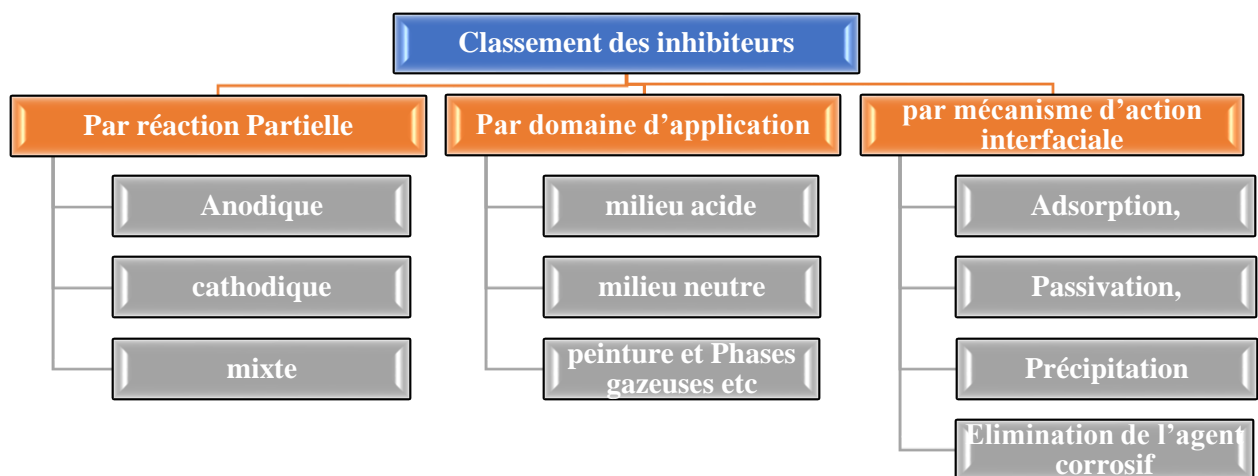 Classement des inhibiteurs
Par réaction Partielle
Anodique
cathodique
mixte
Par domaine d’application
milieu acide
milieu neutre
peinture et Phases
gazeuses etc
par mécanisme d’action
interfaciale
Adsorption,
Passivation,
Précipitation
Elimination de l’agent
corrosif